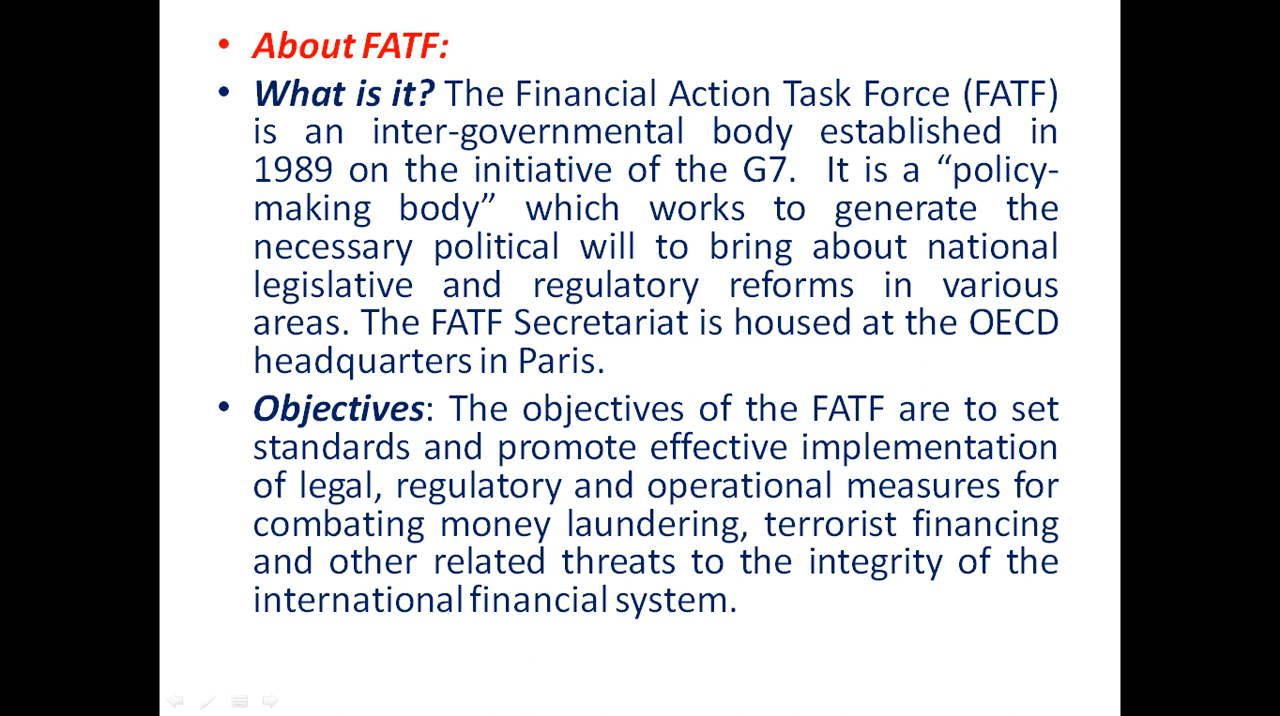 • About FATF:
• What is it? The Financial Action Task Force (FATF)
is an inter-governmental body established in
1989 on the initiative of the G7. It is a “policy-
making body” which works to generate the
necessary political will to bring about national
legislative and regulatory reforms in various
areas. The FATF Secretariat is housed at the OECD
headquarters in Paris.
• Objectives: The objectives of the FATF are to set
standards and promote effective implementation
of legal, regulatory and operational measures for
combating money laundering, terrorist financing
and other related threats to the integrity of the
international financial system.